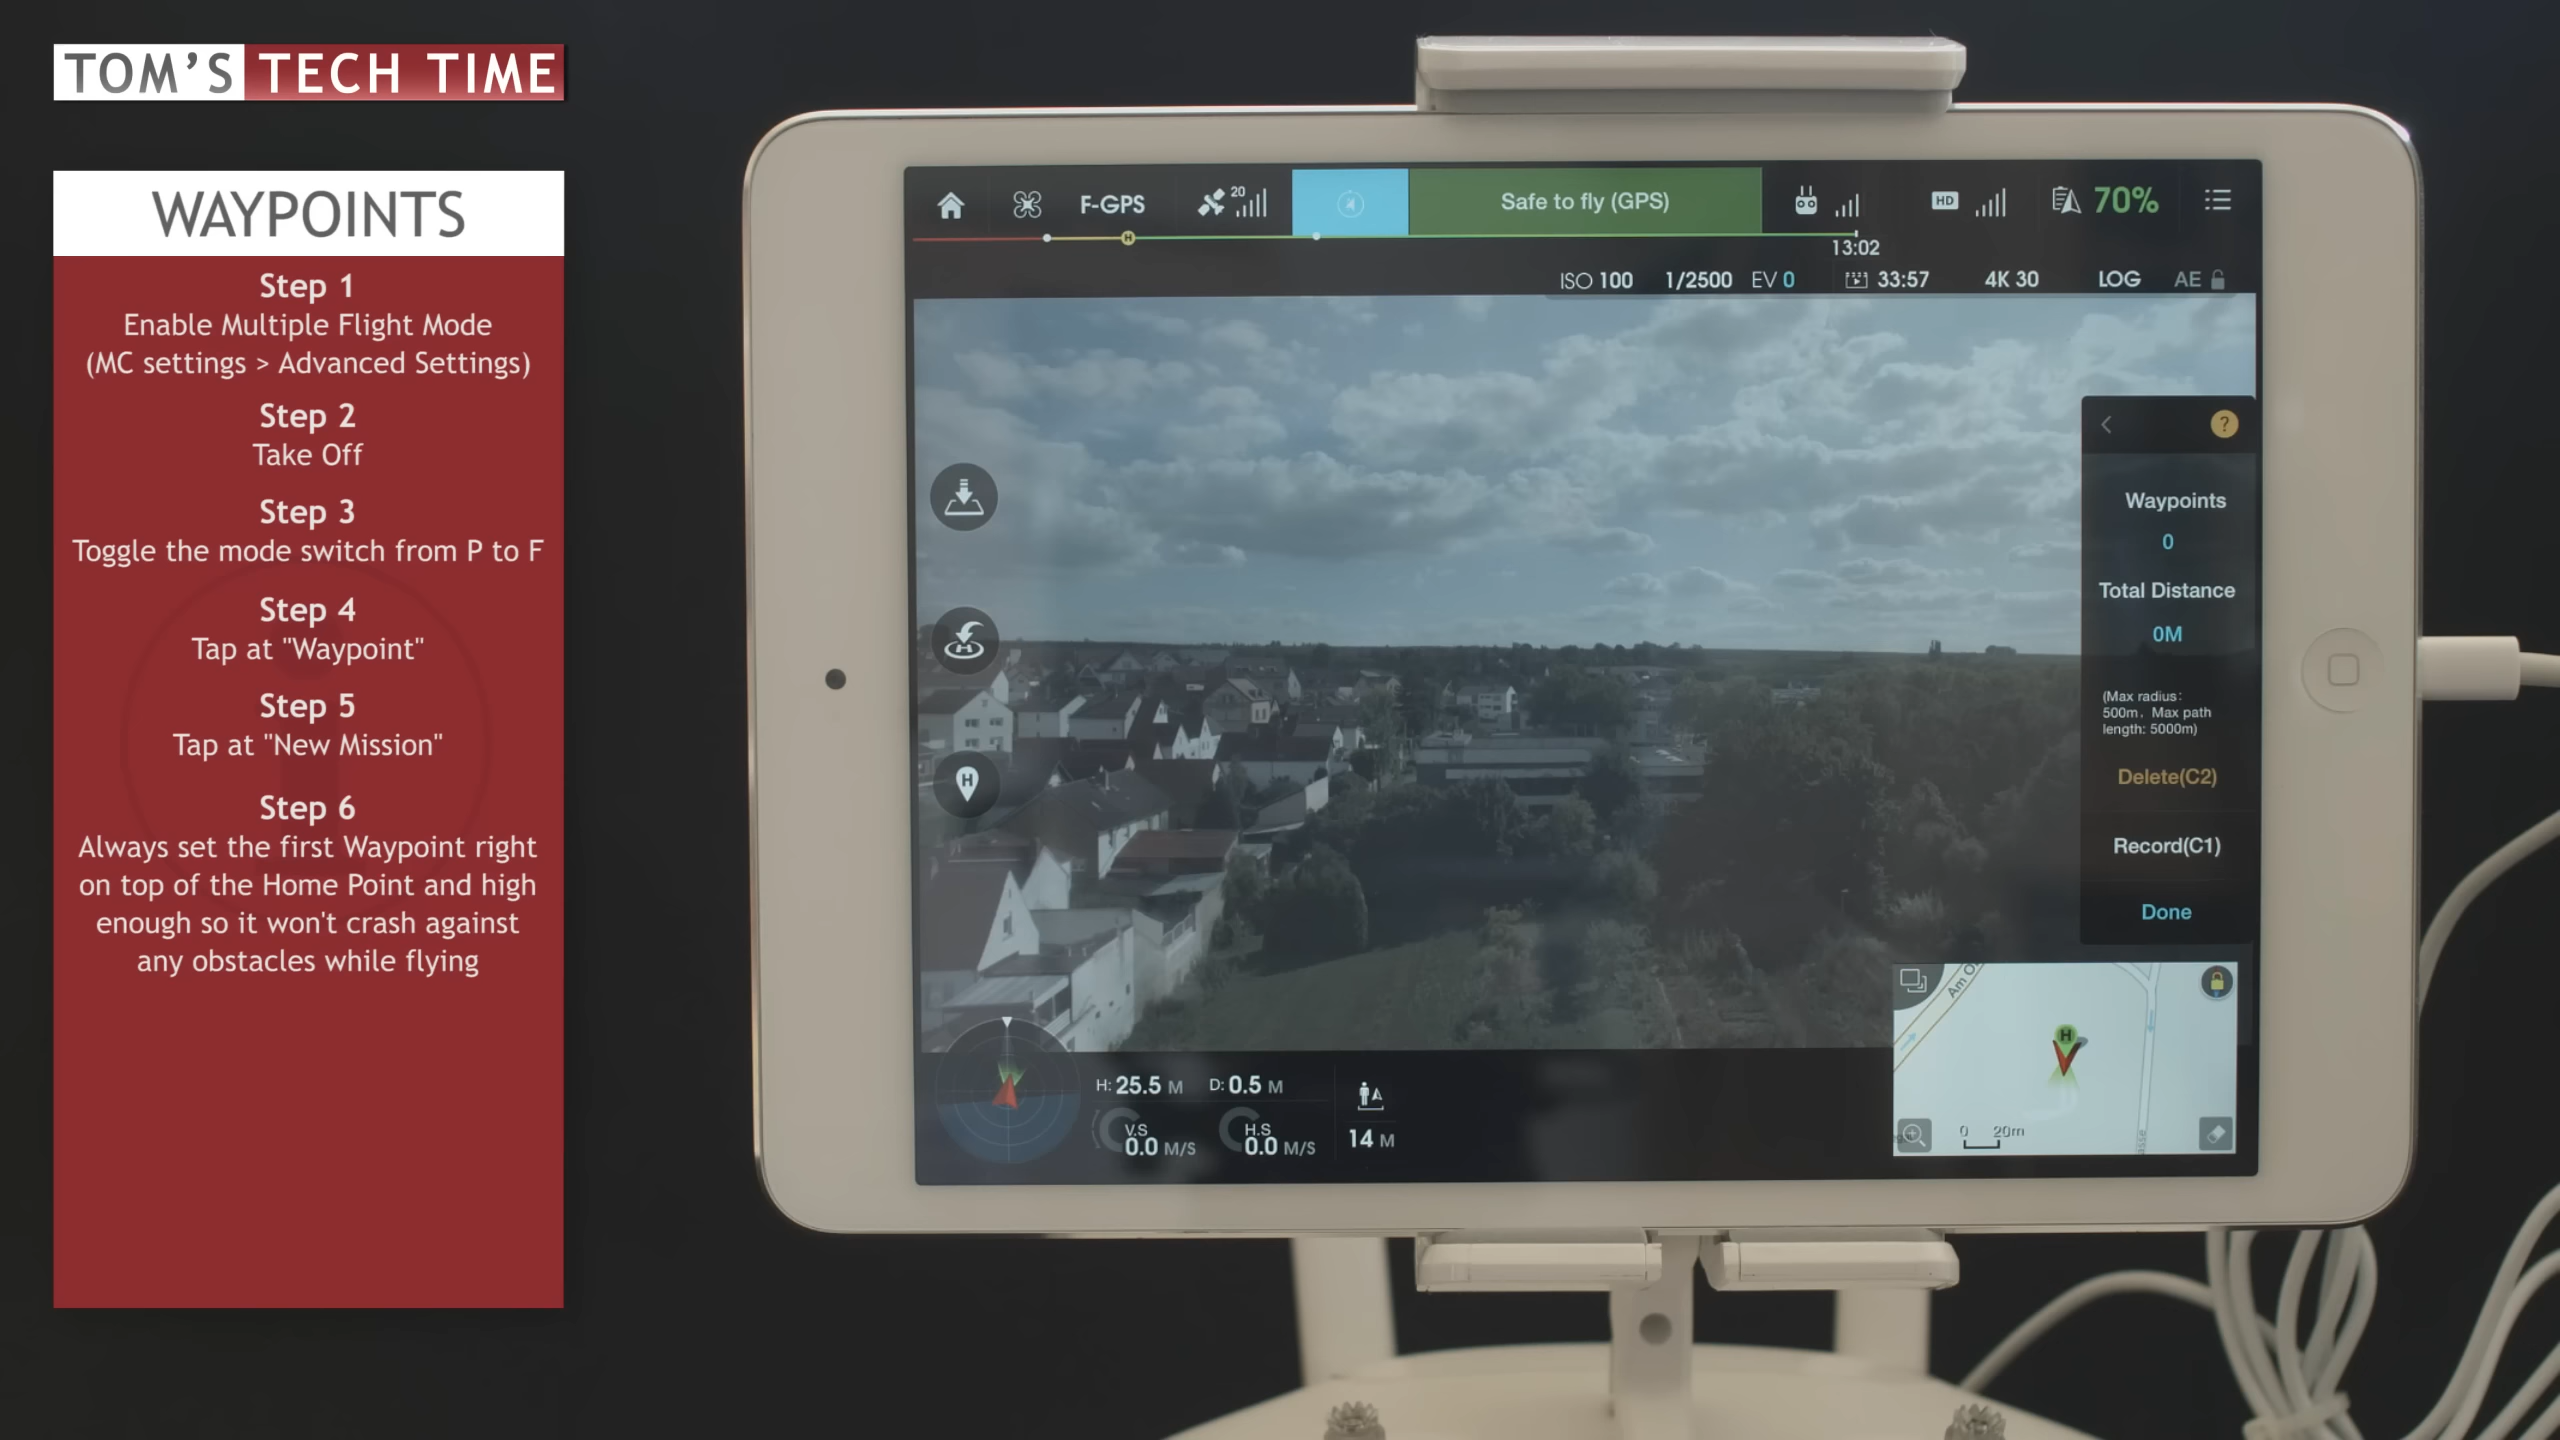 TOM'S TECH TIME
WAYPOINTS
Step 1
Enable Multiple Flight Mode
(MC settings > Advanced Settings)
Step 2
Take Off
Step 3
Toggle the mode switch from P to F
Step 4
Tap at "Waypoint"
Step 5
Tap at "New Mission"
Step 6
Always set the first Waypoint right
on top of the Home Point and high
enough so it won't crash against
any obstacles while flying
F-GPS
20
Safe to fly (GPS)
HD
70%
H
13:02
ISO 100
1/2500
EV 0
33:57
4K 30
LOG
AE
?
Waypoints
0
Total Distance
0M
(Max radius:
500m, Max path
length: 5000m)
Delete(C2)
Record(C1)
Done
H
H
H: 25.5 M
D: 0.5 M
V.S
0.0 M/S
H.S
0.0 M/S
14 M
Am O
H
0 20m
asse